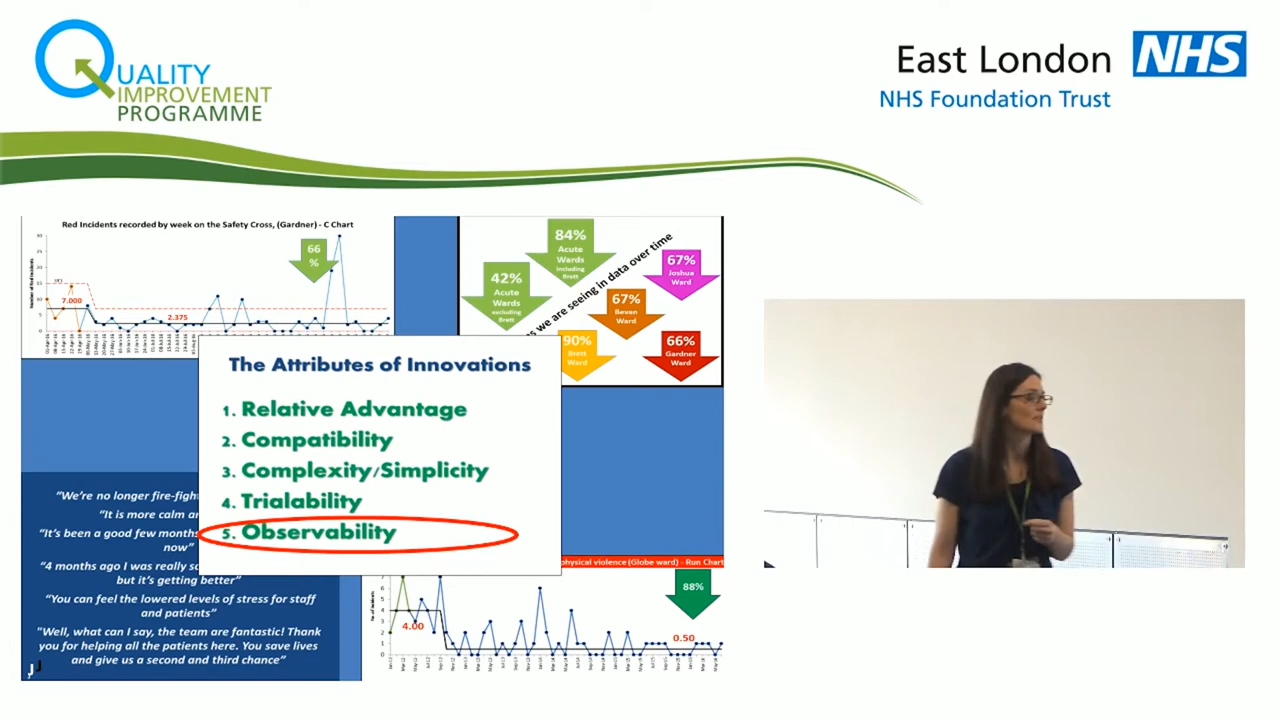 QUALITY
IMPROVEMENT
PROGRAMME
East London NHS
NHS Foundation Trust
Red Incidents recorded by week on the Safety Cross, (Gardner) - C Chart
66
%
7.000
2.375
84%
Acute
Wards
including
Brett
42%
Acute
Wards
excluding
Brett
s we are seeing in data over time
67%
Joshua
Ward
67%
Bevan
Ward
90%
Brett
Ward
66%
Gardner
Ward
The Attributes of Innovations
1. Relative Advantage
2. Compatibility
3. Complexity/Simplicity
4. Trialability
5. Observability
“We’re no longer fire-figh
“It is more calm a
“It’s been a good few months
now”
“4 months ago I was really s
but it’s getting better”
“You can feel the lowered levels of stress for staff
and patients”
"Well, what can I say, the team are fantastic! Thank
you for helping all the patients here. You save lives
and give us a second and third chance”
physical violence (Globe ward) - Run Chart
88%
4.00
0.50